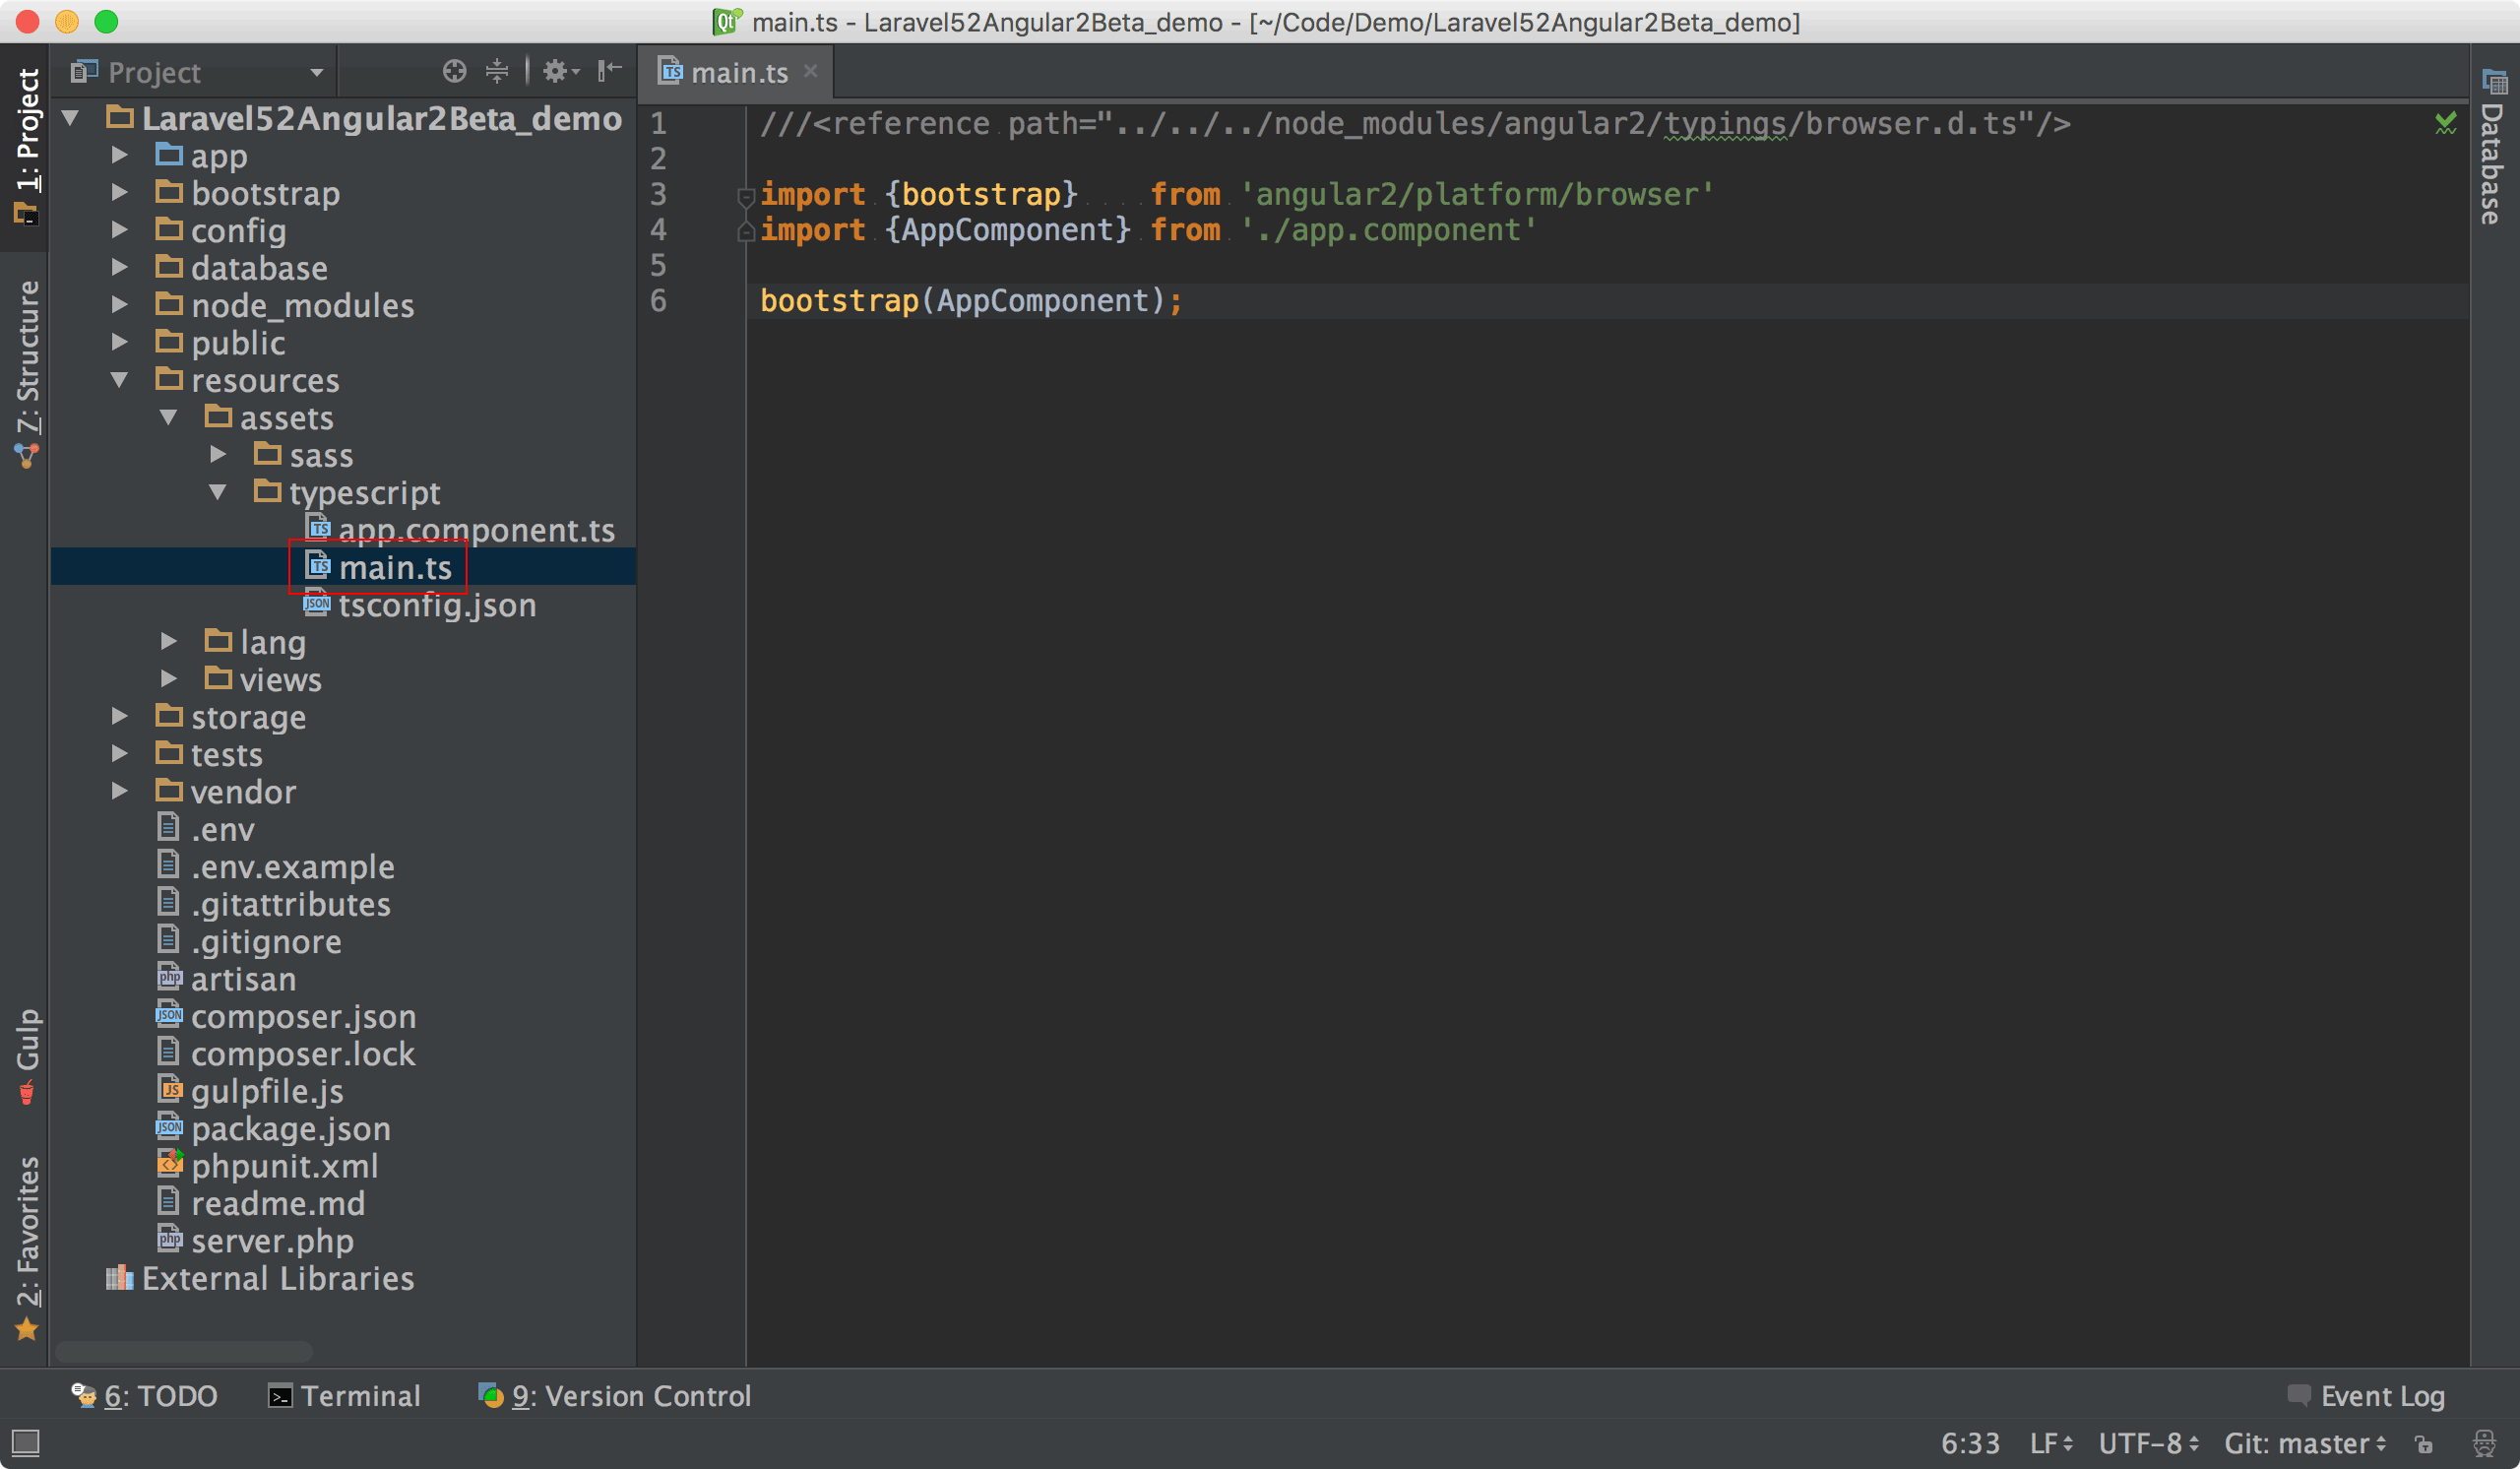 main.ts - Laravel52Angular2Beta_demo - [~/Code/Demo/Laravel52Angular2Beta_demo]
1: Project
7: Structure
Gulp
2: Favorites
Project
Laravel52Angular2Beta_demo
app
bootstrap
config
database
node_modules
public
resources
assets
sass
typescript
app.component.ts
main.ts
tsconfig.json
lang
views
storage
tests
vendor
.env
.env.example
.gitattributes
.gitignore
artisan
composer.json
composer.lock
gulpfile.js
package.json
phpunit.xml
readme.md
server.php
External Libraries
main.ts
1 ///<reference path="../../../node_modules/angular2/typings/browser.d.ts"/>
2
3 import {bootstrap}    from 'angular2/platform/browser'
4 import {AppComponent} from './app.component'
5
6 bootstrap(AppComponent);
Database
6: TODO
Terminal
9: Version Control
Event Log
6:33
LF
UTF-8
Git: master